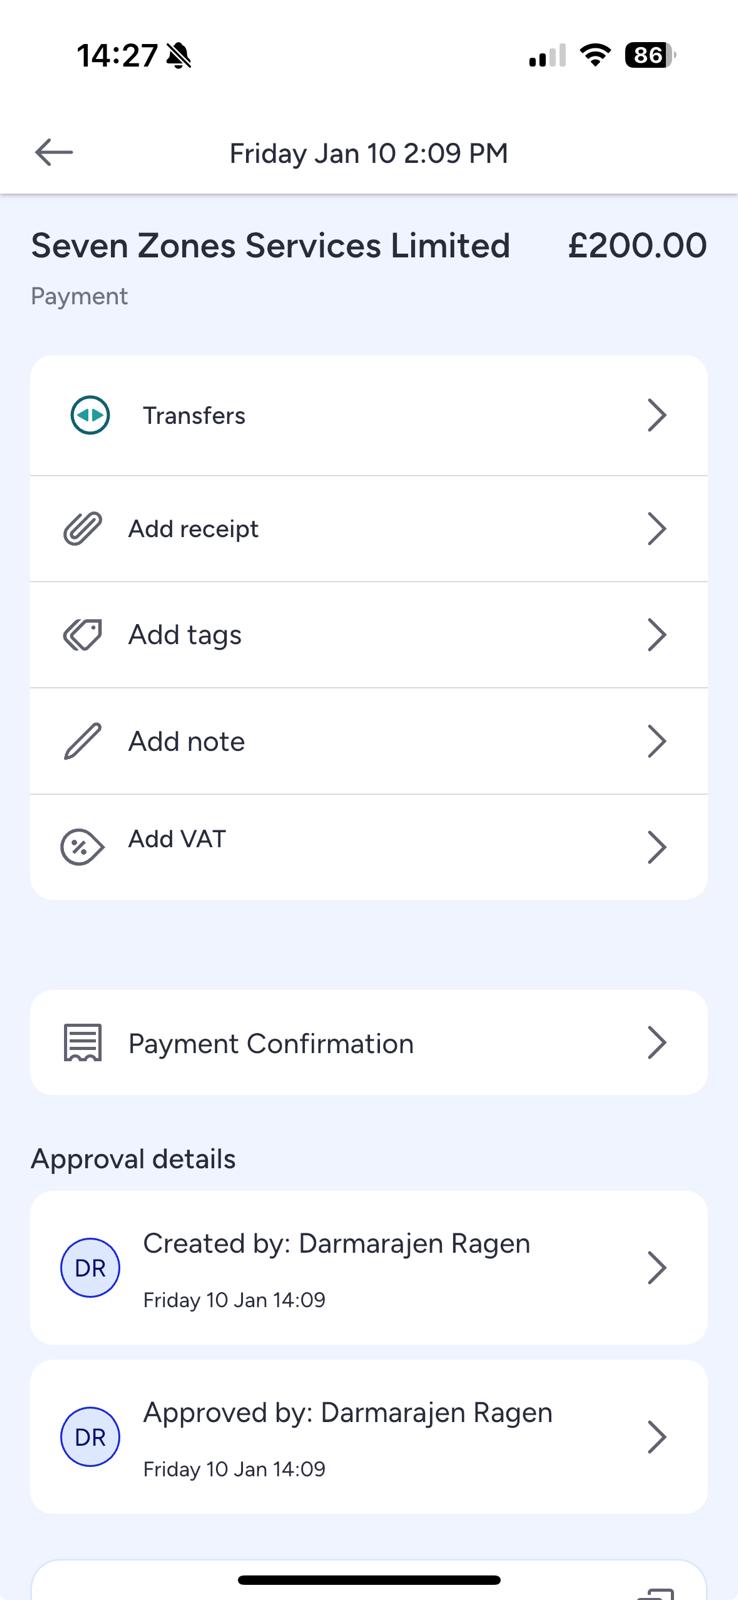 14:27
86
Friday Jan 10 2:09 PM
Seven Zones Services Limited £200.00
Payment
Transfers
Add receipt
Add tags
Add note
Add VAT
Payment Confirmation
Approval details
DR
Created by: Darmarajen Ragen
Friday 10 Jan 14:09
DR
Approved by: Darmarajen Ragen
Friday 10 Jan 14:09